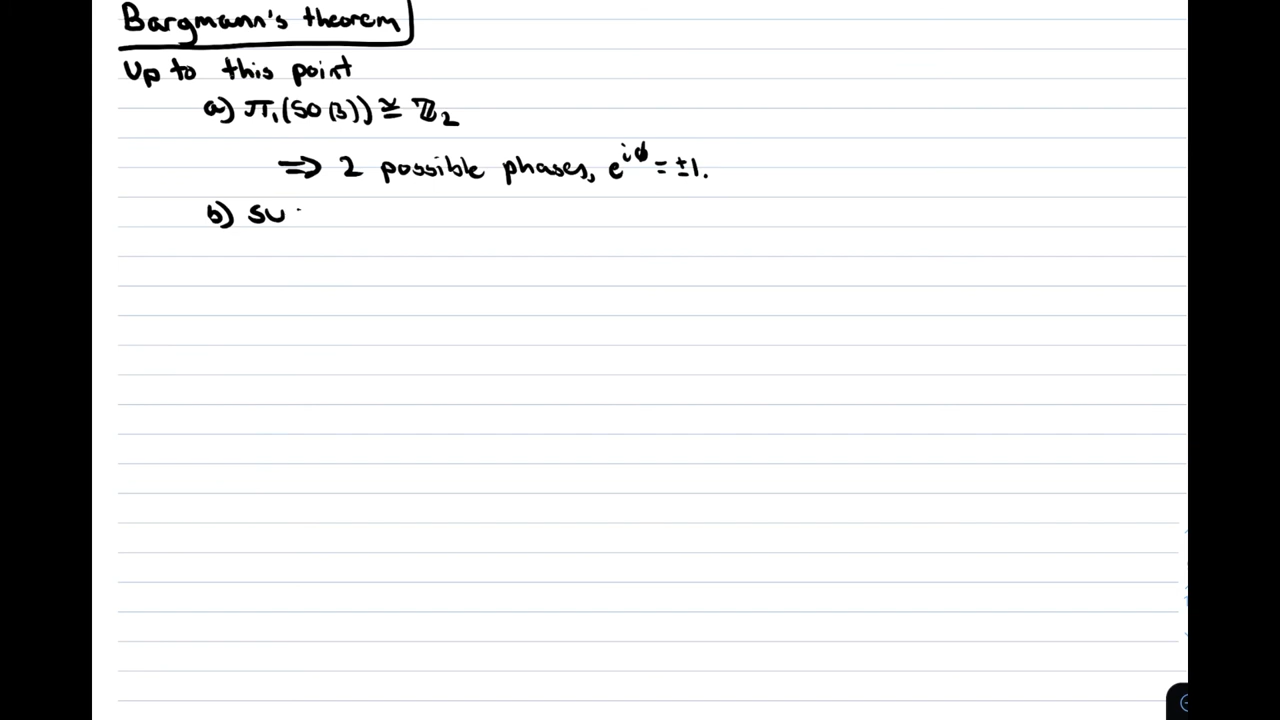 Bargmann's theorem
Up to this point
a) π₁(SO(3)) ≅ ℤ₂
⇒ 2 possible phases, e^{iϕ} = ±1.
b) SU